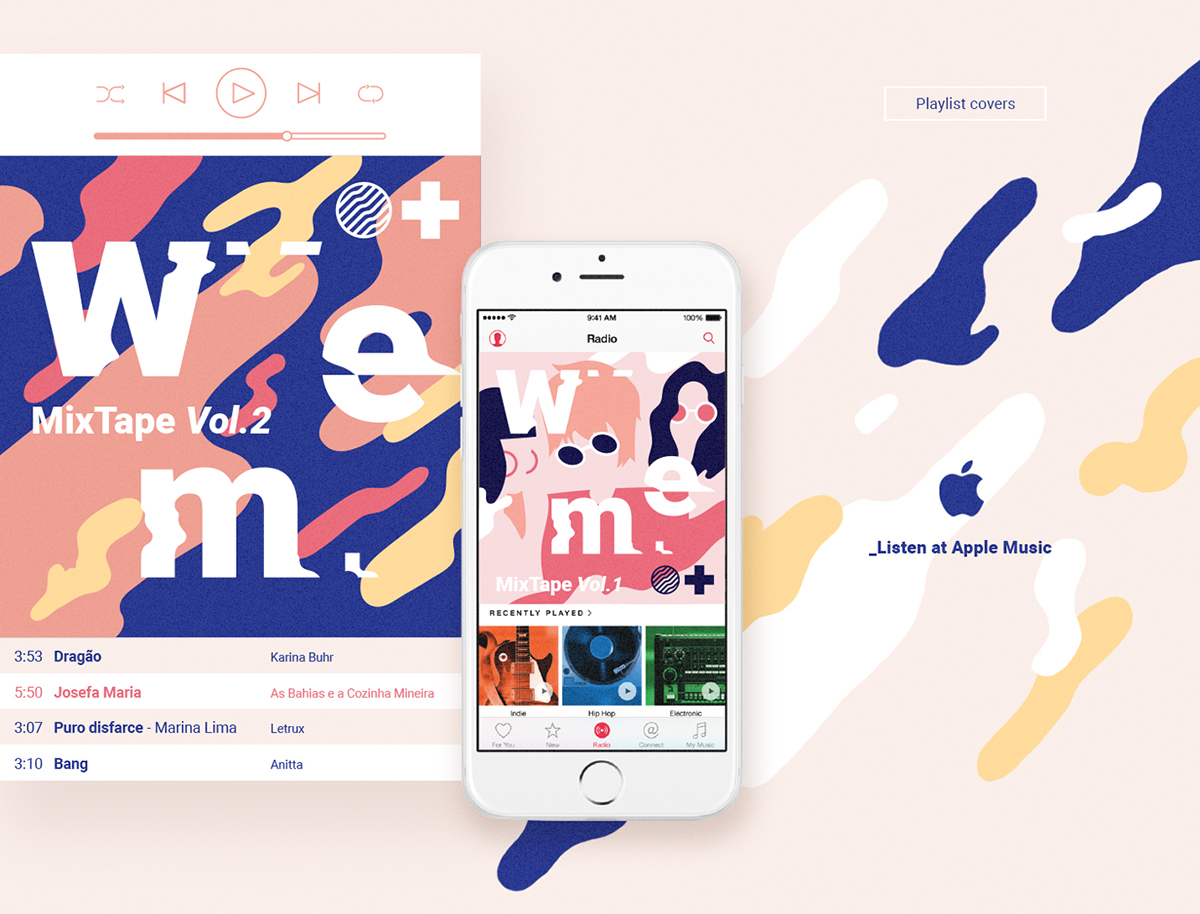 Playlist covers
w e
MixTape Vol.2
m.
3:53 Dragão Karina Buhr
5:50 Josefa Maria As Bahias e a Cozinha Mineira
3:07 Puro disfarce - Marina Lima Letrux
3:10 Bang Anitta
9:41 AM 100%
Radio
w e
m.
MixTape Vol.1
RECENTLY PLAYED >
Indie Hip Hop Electronic
For You New Radio @ Connect My Music
_Listen at Apple Music